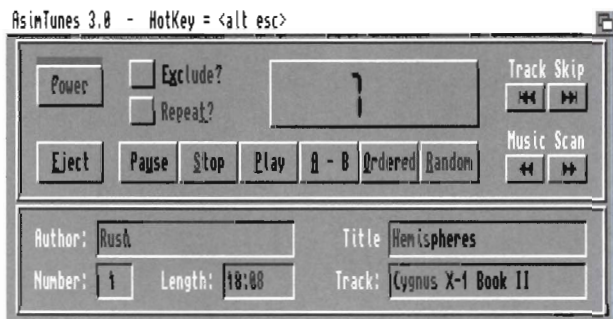 AsimTunes 3.0 - HotKey = <alt esc>
Power
Exclude?
Repeat?
1
Track Skip
Music Scan
Eject
Pause
Stop
Play
A - B
Ordered
Random
Author: Rush
Title Hemispheres
Number: 1
Length: 18:08
Track: Cygnus X-1 Book II